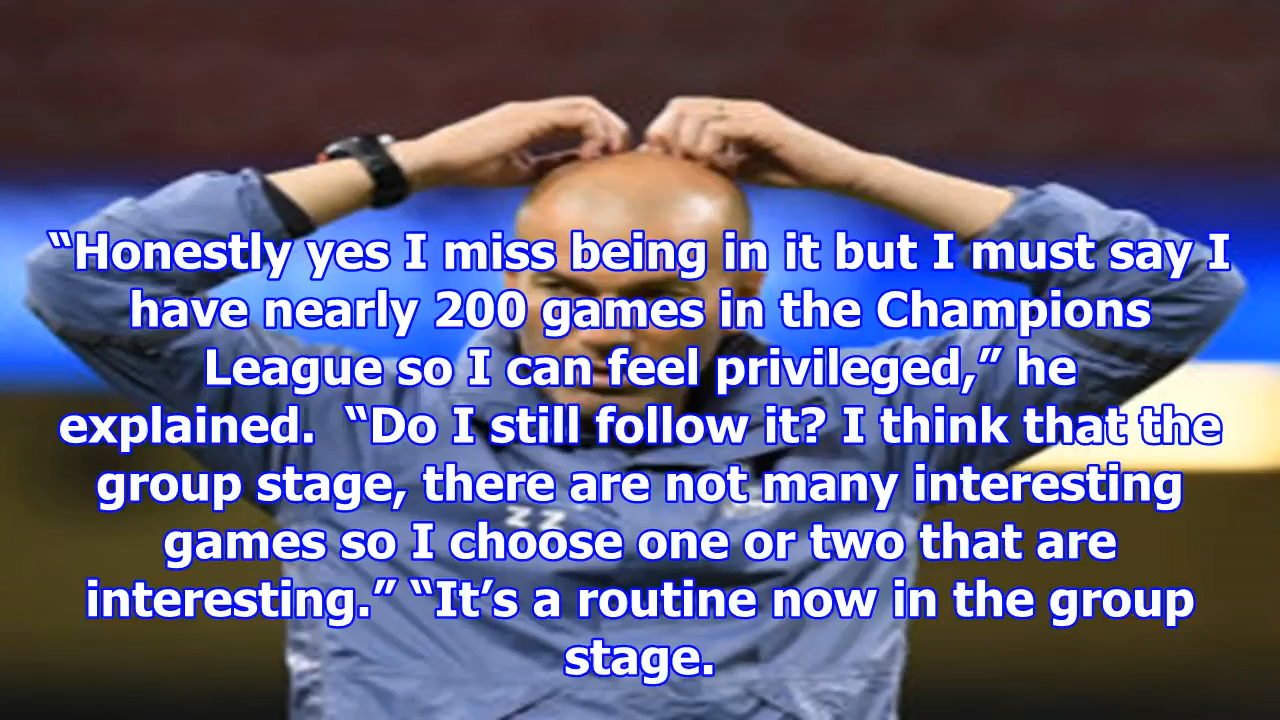 “Honestly yes I miss being in it but I must say I
have nearly 200 games in the Champions
League so I can feel privileged,” he
explained.  “Do I still follow it? I think that the
group stage, there are not many interesting
games so I choose one or two that are
interesting.” “It’s a routine now in the group
stage.
ZZ